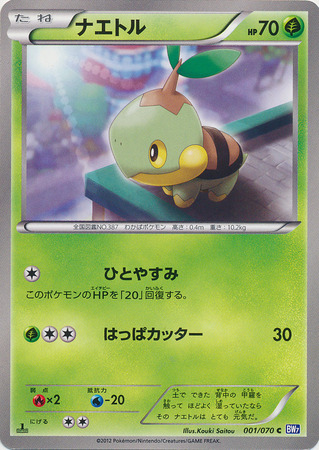 たね
ナエトル
HP70
全国図鑑NO.387 わかばポケモン 高さ:0.4m 重さ:10.2kg
ひとやすみ
このポケモンのHPを「20」回復する。
はっぱカッター 30
弱点 抵抗力
×2 -20
にげる
土で できた 背中の 甲羅を
触って ほどよく 湿っていたなら
その ナエトルは とても 元気だ。
Illus.Kouki Saitou 001/070 C BW7
©2012 Pokémon/Nintendo/Creatures/GAME FREAK.